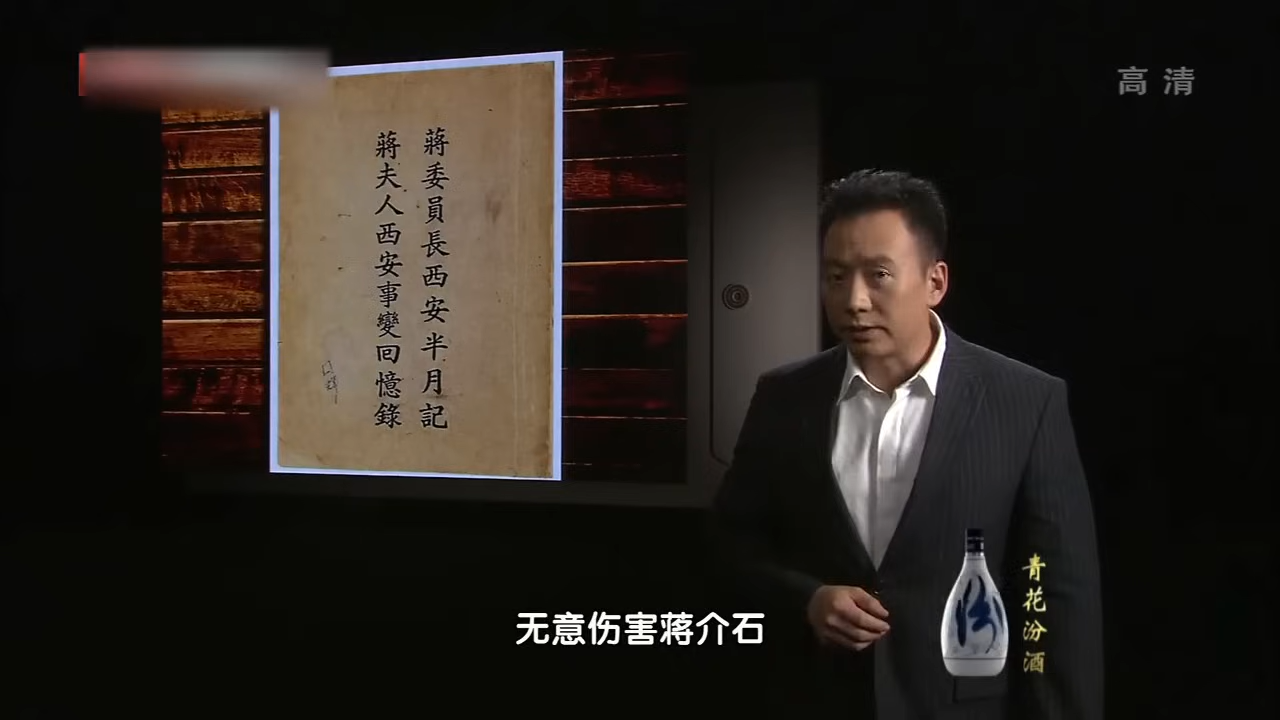 高清
蔣委員長西安半月記
蔣夫人西安事變回憶錄
无意伤害蒋介石
青花汾酒
汾